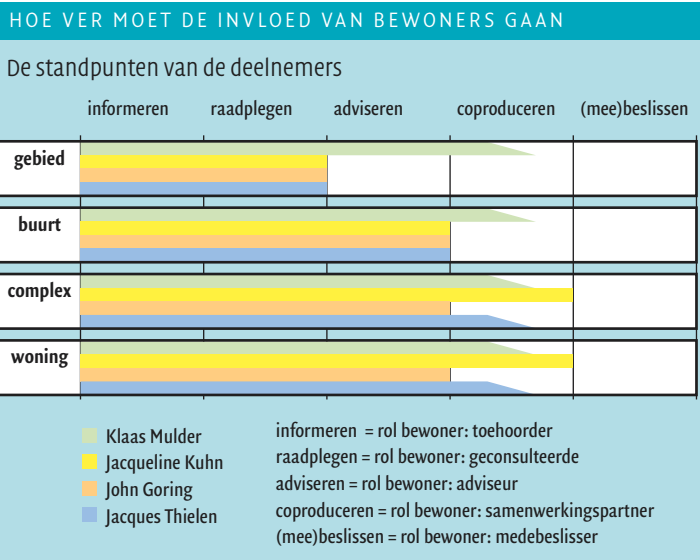 HOE VER MOET DE INVLOED VAN BEWONERS GAAN
De standpunten van de deelnemers
informeren raadplegen adviseren coproduceren (mee)beslissen
gebied
buurt
complex
woning
Klaas Mulder
Jacqueline Kuhn
John Goring
Jacques Thielen
informeren = rol bewoner: toehoorder
raadplegen = rol bewoner: geconsulteerde
adviseren = rol bewoner: adviseur
coproduceren = rol bewoner: samenwerkingspartner
(mee)beslissen = rol bewoner: medebeslisser